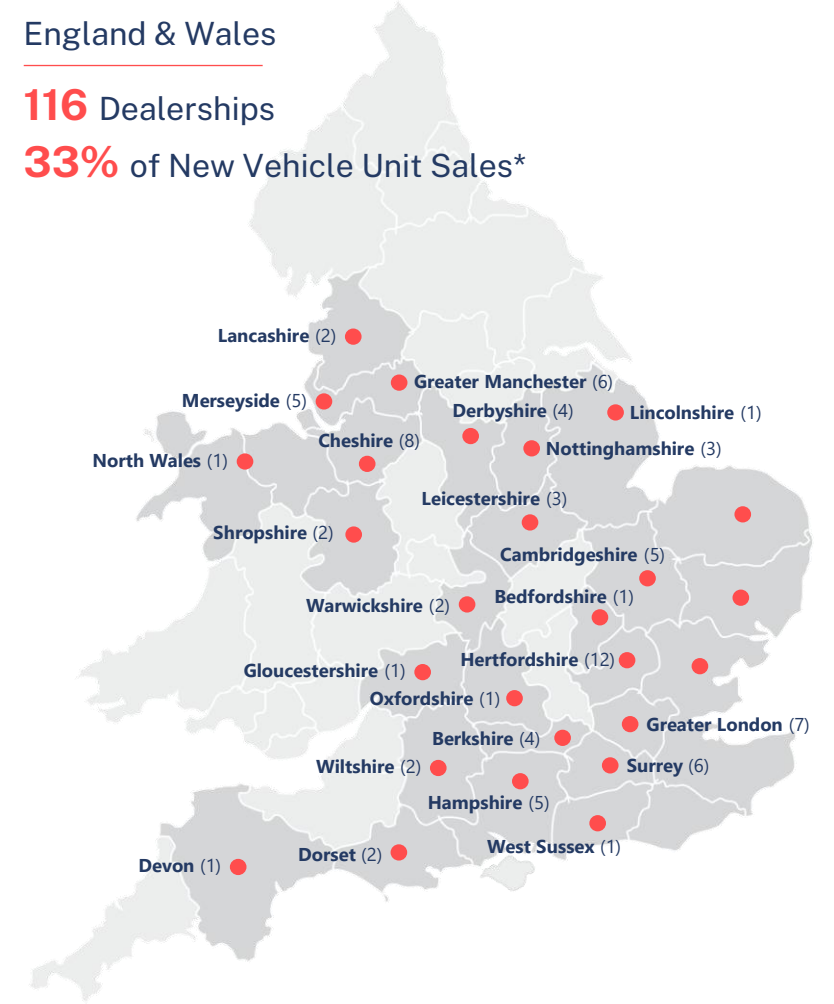 England & Wales
116 Dealerships
33% of New Vehicle Unit Sales*
Lancashire (2)
Greater Manchester (6)
Merseyside (5)
Derbyshire (4)
Lincolnshire (1)
Cheshire (8)
Nottinghamshire (3)
North Wales (1)
Leicestershire (3)
Shropshire (2)
Cambridgeshire (5)
Bedfordshire (1)
Warwickshire (2)
Hertfordshire (12)
Gloucestershire (1)
Oxfordshire (1)
Greater London (7)
Berkshire (4)
Wiltshire (2)
Surrey (6)
Hampshire (5)
West Sussex (1)
Dorset (2)
Devon (1)